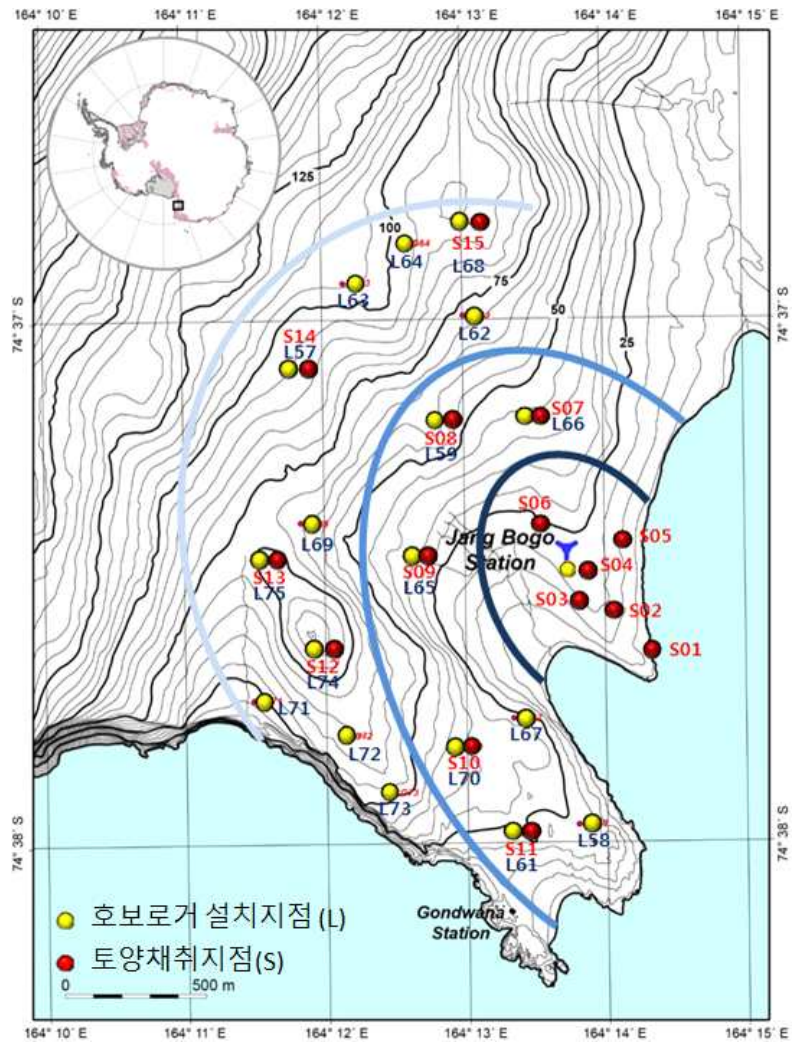 164° 10´ E
164° 11´ E
164° 12´ E
164° 13´ E
164° 14´ E
164° 15´ E
125
100
S15
L64
L68
75
L63
74° 37´ S
74° 37´ S
50
L62
S14
L57
25
S07
L66
S08
L59
S06
L69
Jang Bogo
Station
S05
S09
L65
S04
S13
L75
S03
S02
S01
S12
L74
L71
L67
L72
S10
L70
L73
74° 38´ S
74° 38´ S
S11
L61
L58
호보로거 설치지점 (L)
Gondwana
Station
토양채취지점(S)
0 500 m
164° 10´ E
164° 11´ E
164° 12´ E
164° 13´ E
164° 14´ E
164° 15´ E